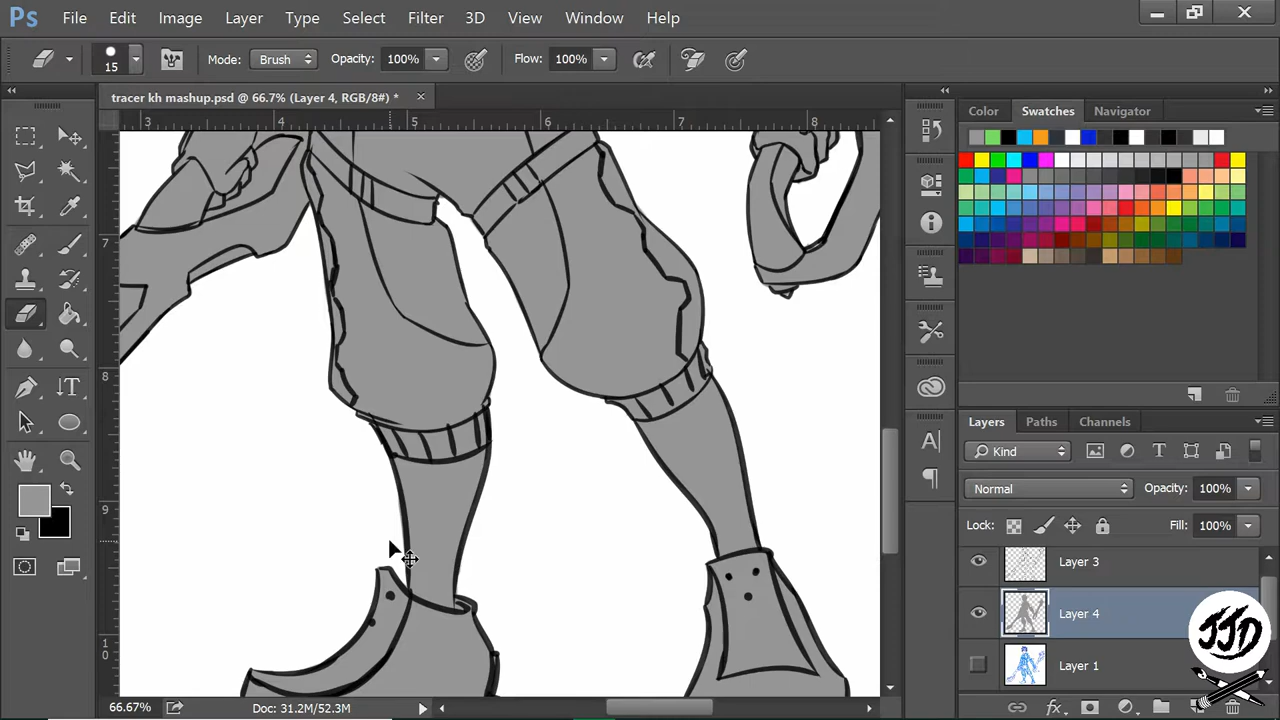 Ps File Edit Image Layer Type Select Filter 3D View Window Help
15 Mode: Brush Opacity: 100% Flow: 100%
tracer kh mashup.psd @ 66.7% (Layer 4, RGB/8#) *
3 4 5 6 7 8
7
8
9
10
Color Swatches Navigator
Layers Paths Channels
Kind
Normal Opacity: 100%
Lock: Fill: 100%
Layer 3
Layer 4
Layer 1
JJD
66.67% Doc: 31.2M/52.3M